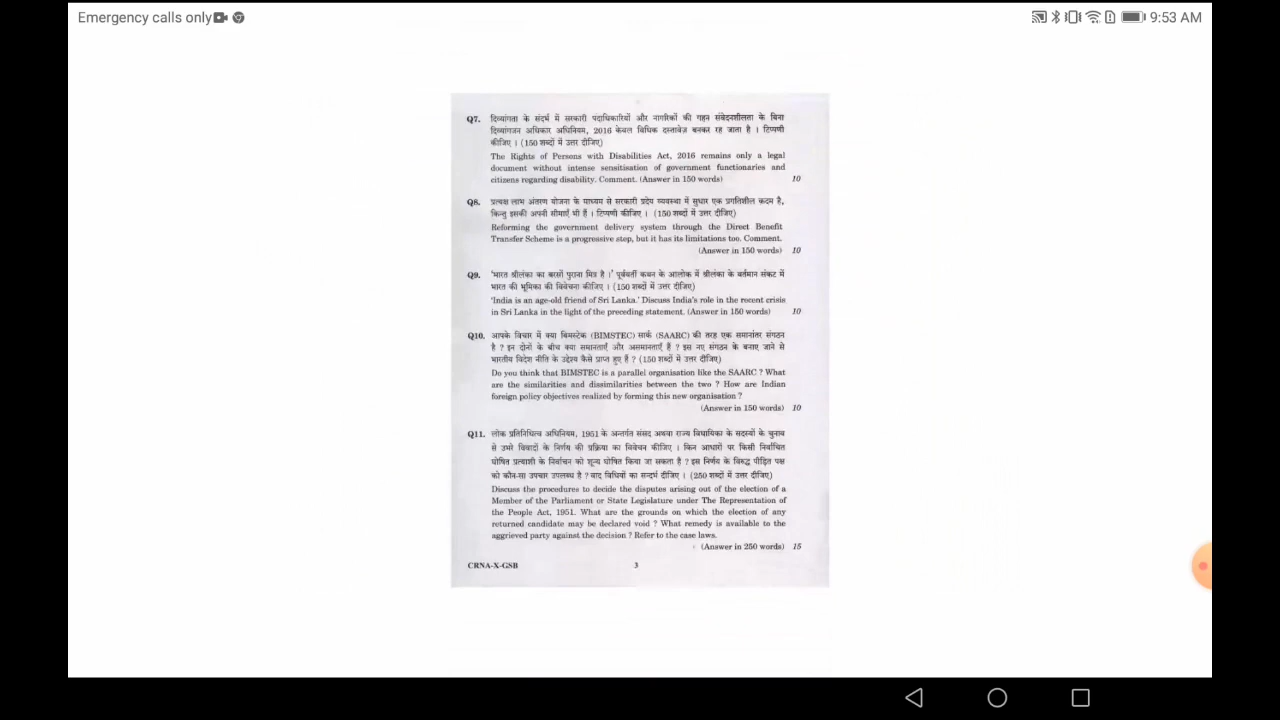 Emergency calls only
9:53 AM
Q7. दिव्यांगता के संदर्भ में सरकारी पदाधिकारियों और नागरिकों की गहन संवेदनशीलता के बिना
दिव्यांगजन अधिकार अधिनियम, 2016 केवल विधिक दस्तावेज़ बनकर रह जाता है । टिप्पणी
कीजिए । (150 शब्दों में उत्तर दीजिए)
The Rights of Persons with Disabilities Act, 2016 remains only a legal
document without intense sensitisation of government functionaries and
citizens regarding disability. Comment. (Answer in 150 words) 10
Q8. प्रत्यक्ष लाभ अंतरण योजना के माध्यम से सरकारी प्रदेय व्यवस्था में सुधार एक प्रगतिशील कदम है,
किन्तु इसकी अपनी सीमाएँ भी हैं । टिप्पणी कीजिए । (150 शब्दों में उत्तर दीजिए)
Reforming the government delivery system through the Direct Benefit
Transfer Scheme is a progressive step, but it has its limitations too. Comment.
(Answer in 150 words) 10
Q9. 'भारत श्रीलंका का बरसों पुराना मित्र है ।' पूर्ववर्ती कथन के आलोक में श्रीलंका के वर्तमान संकट में
भारत की भूमिका की विवेचना कीजिए । (150 शब्दों में उत्तर दीजिए)
'India is an age-old friend of Sri Lanka.' Discuss India's role in the recent crisis
in Sri Lanka in the light of the preceding statement. (Answer in 150 words) 10
Q10. आपके विचार में क्या बिमस्टेक (BIMSTEC) सार्क (SAARC) की तरह एक समानांतर संगठन
है ? इन दोनों के बीच क्या समानताएँ और असमानताएँ हैं ? इस नए संगठन के बनाए जाने से
भारतीय विदेश नीति के उद्देश्य कैसे प्राप्त हुए हैं ? (150 शब्दों में उत्तर दीजिए)
Do you think that BIMSTEC is a parallel organisation like the SAARC ? What
are the similarities and dissimilarities between the two ? How are Indian
foreign policy objectives realized by forming this new organisation ?
(Answer in 150 words) 10
Q11. लोक प्रतिनिधित्व अधिनियम, 1951 के अन्तर्गत संसद अथवा राज्य विधायिका के सदस्यों के चुनाव
से उभरे विवादों के निर्णय की प्रक्रिया का विवेचन कीजिए । किन आधारों पर किसी निर्वाचित
घोषित प्रत्याशी के निर्वाचन को शून्य घोषित किया जा सकता है ? इस निर्णय के विरुद्ध पीड़ित पक्ष
को कौन-सा उपचार उपलब्ध है ? वाद विधियों का सन्दर्भ दीजिए । (250 शब्दों में उत्तर दीजिए)
Discuss the procedures to decide the disputes arising out of the election of a
Member of the Parliament or State Legislature under The Representation of
the People Act, 1951. What are the grounds on which the election of any
returned candidate may be declared void ? What remedy is available to the
aggrieved party against the decision ? Refer to the case laws.
(Answer in 250 words) 15
CRNA-X-GSB
3